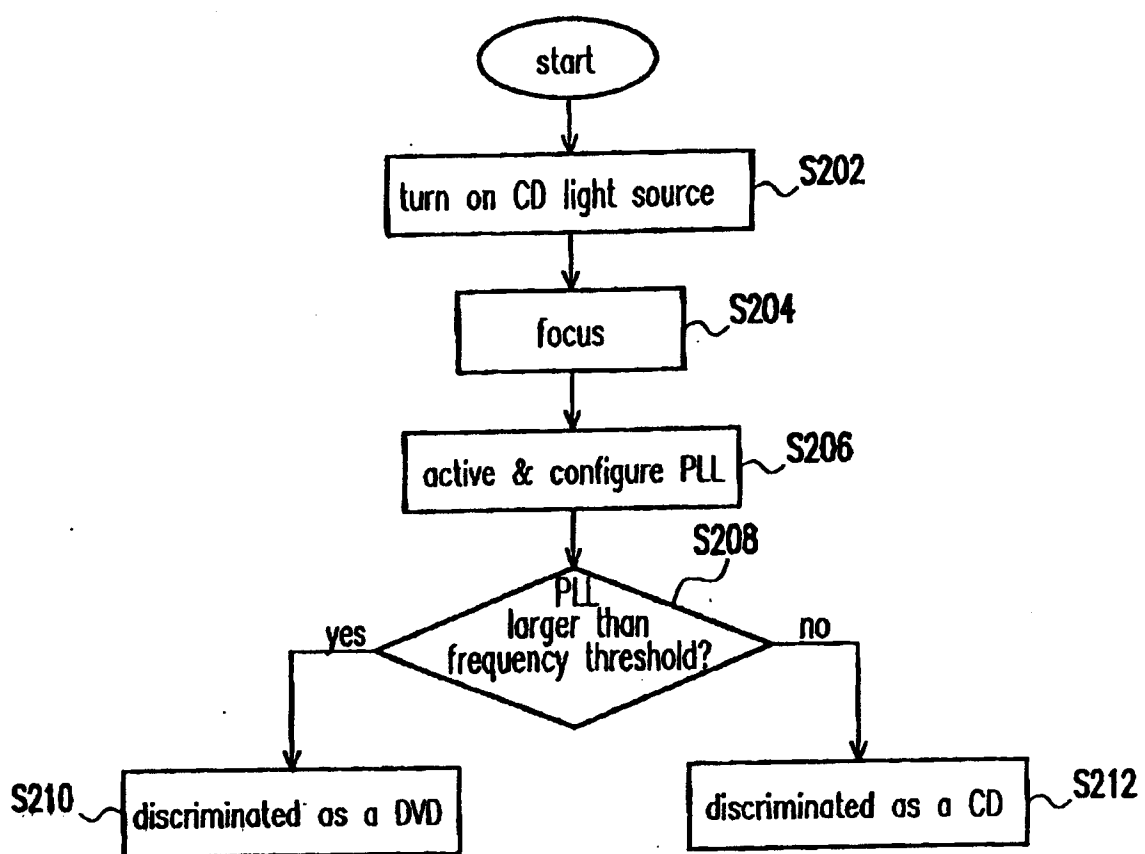 start
turn on CD light source
S202
focus
S204
active & configure PLL
S206
S208
PLL
larger than
frequency threshold?
yes
no
S210
discriminated as a DVD
discriminated as a CD
S212